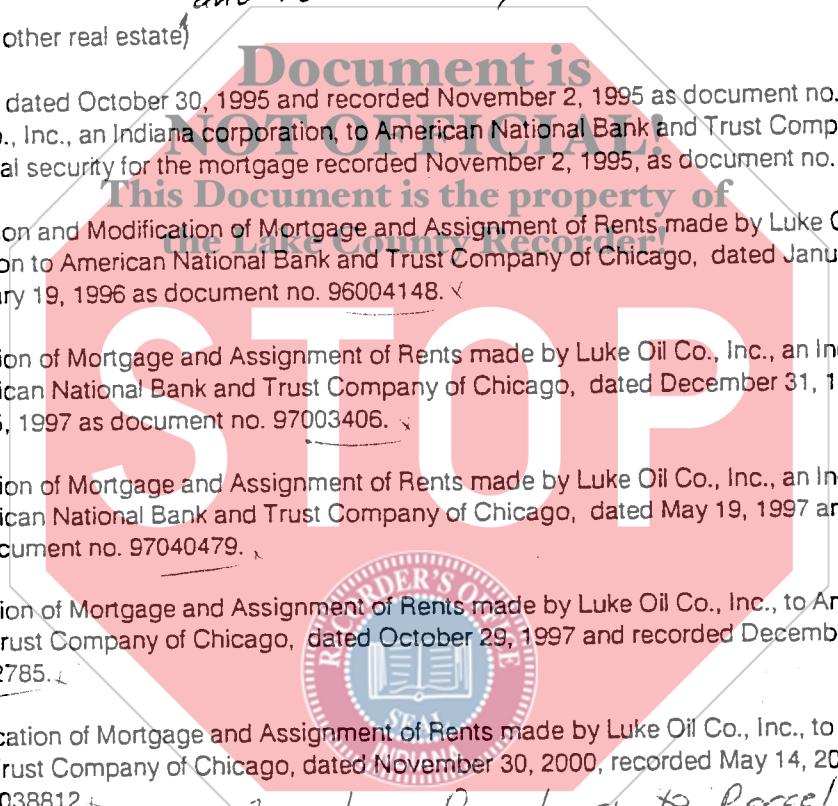 other real estate)
Document is
dated October 30, 1995 and recorded November 2, 1995 as document no.
., Inc., an Indiana corporation, to American National Bank and Trust Comp
NOT OFFICIAL!
al security for the mortgage recorded November 2, 1995, as document no.
This Document is the property of
on and Modification of Mortgage and Assignment of Rents made by Luke O
the Lake County Recorder!
on to American National Bank and Trust Company of Chicago, dated Janu
ry 19, 1996 as document no. 96004148.
STOP
ion of Mortgage and Assignment of Rents made by Luke Oil Co., Inc., an In
ican National Bank and Trust Company of Chicago, dated December 31, 1
, 1997 as document no. 97003406.
ion of Mortgage and Assignment of Rents made by Luke Oil Co., Inc., an In
ican National Bank and Trust Company of Chicago, dated May 19, 1997 an
cument no. 97040479.
RECORDER'S OFFICE
ion of Mortgage and Assignment of Rents made by Luke Oil Co., Inc., to Am
rust Company of Chicago, dated October 29, 1997 and recorded Decemb
2785.
SEAL
INDIANA
cation of Mortgage and Assignment of Rents made by Luke Oil Co., Inc., to
rust Company of Chicago, dated November 30, 2000, recorded May 14, 20
038812
to Parcel